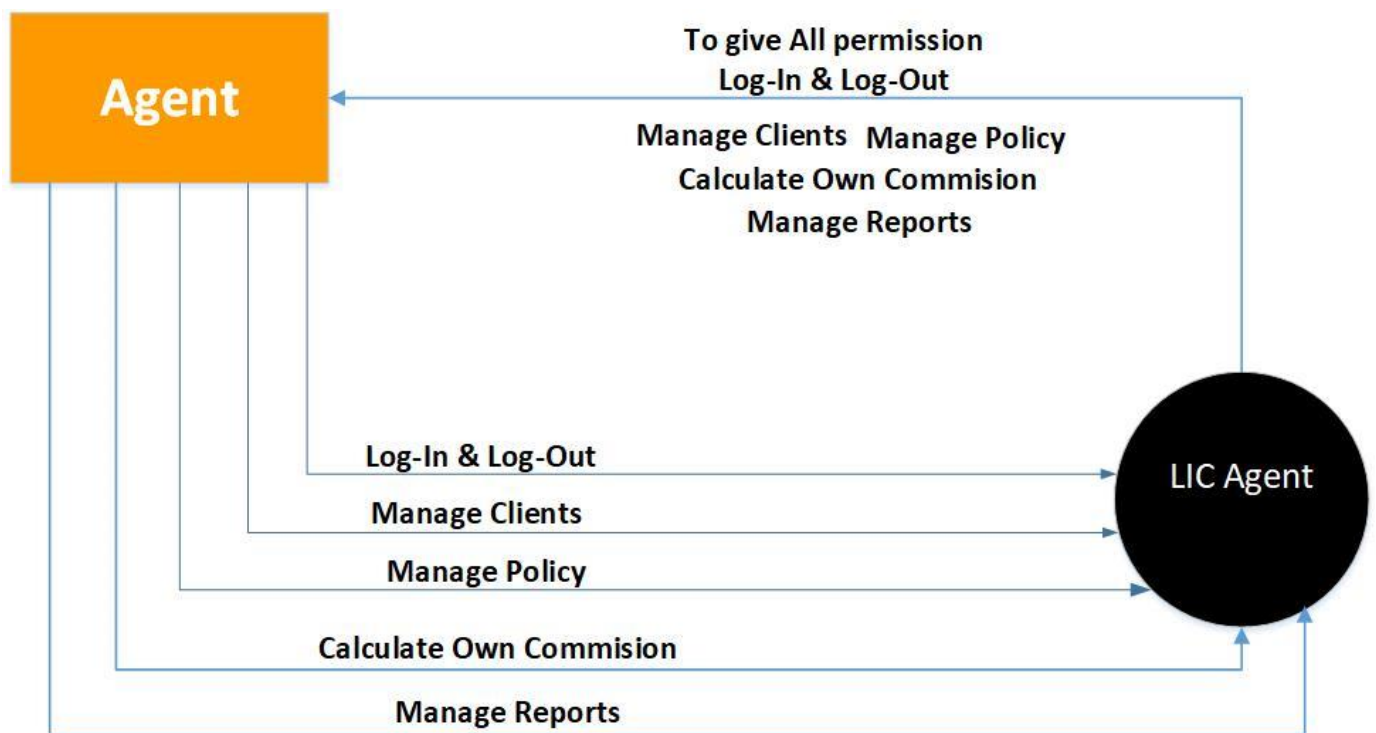 To give All permission
Agent
Log-In & Log-Out
Manage Clients Manage Policy
Calculate Own Commision
Manage Reports
Log-In & Log-Out
LIC Agent
Manage Clients
Manage Policy
Calculate Own Commision
Manage Reports